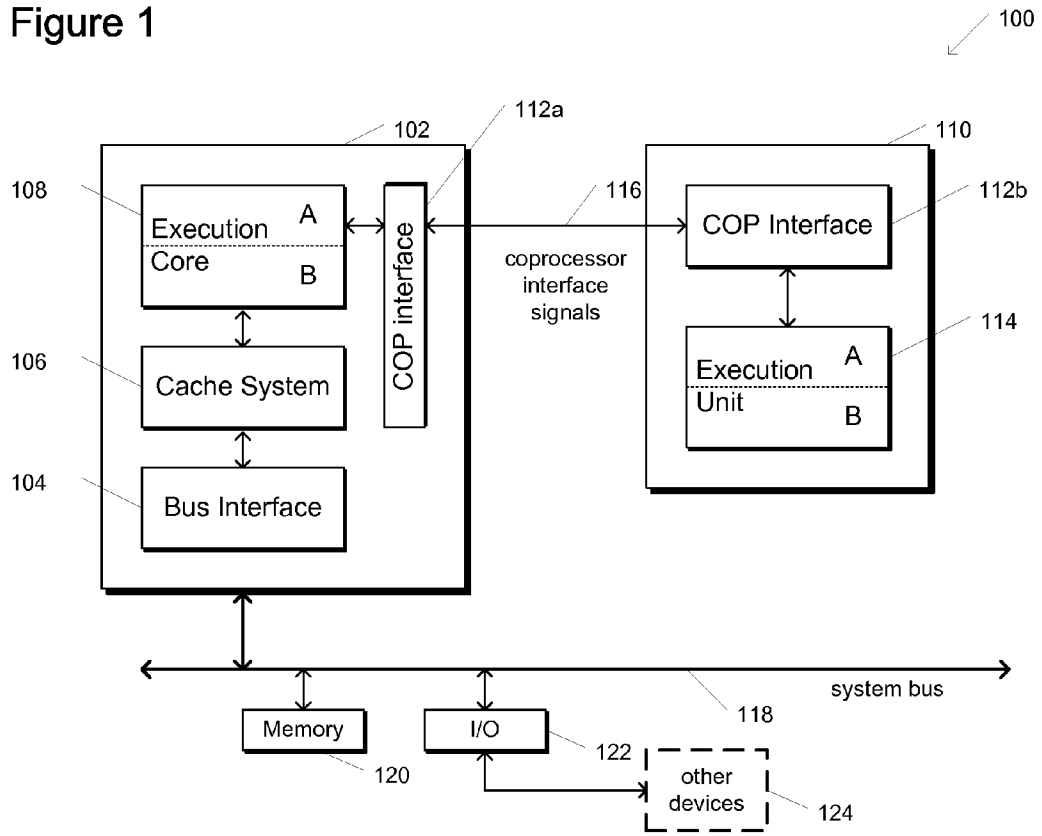 Figure 1
100
112a
102
110
108
116
112b
Execution
A
Core
B
COP interface
COP Interface
coprocessor
interface
signals
106
Cache System
114
Execution
A
Unit
B
104
Bus Interface
system bus
118
Memory
120
I/O
122
other
devices
124